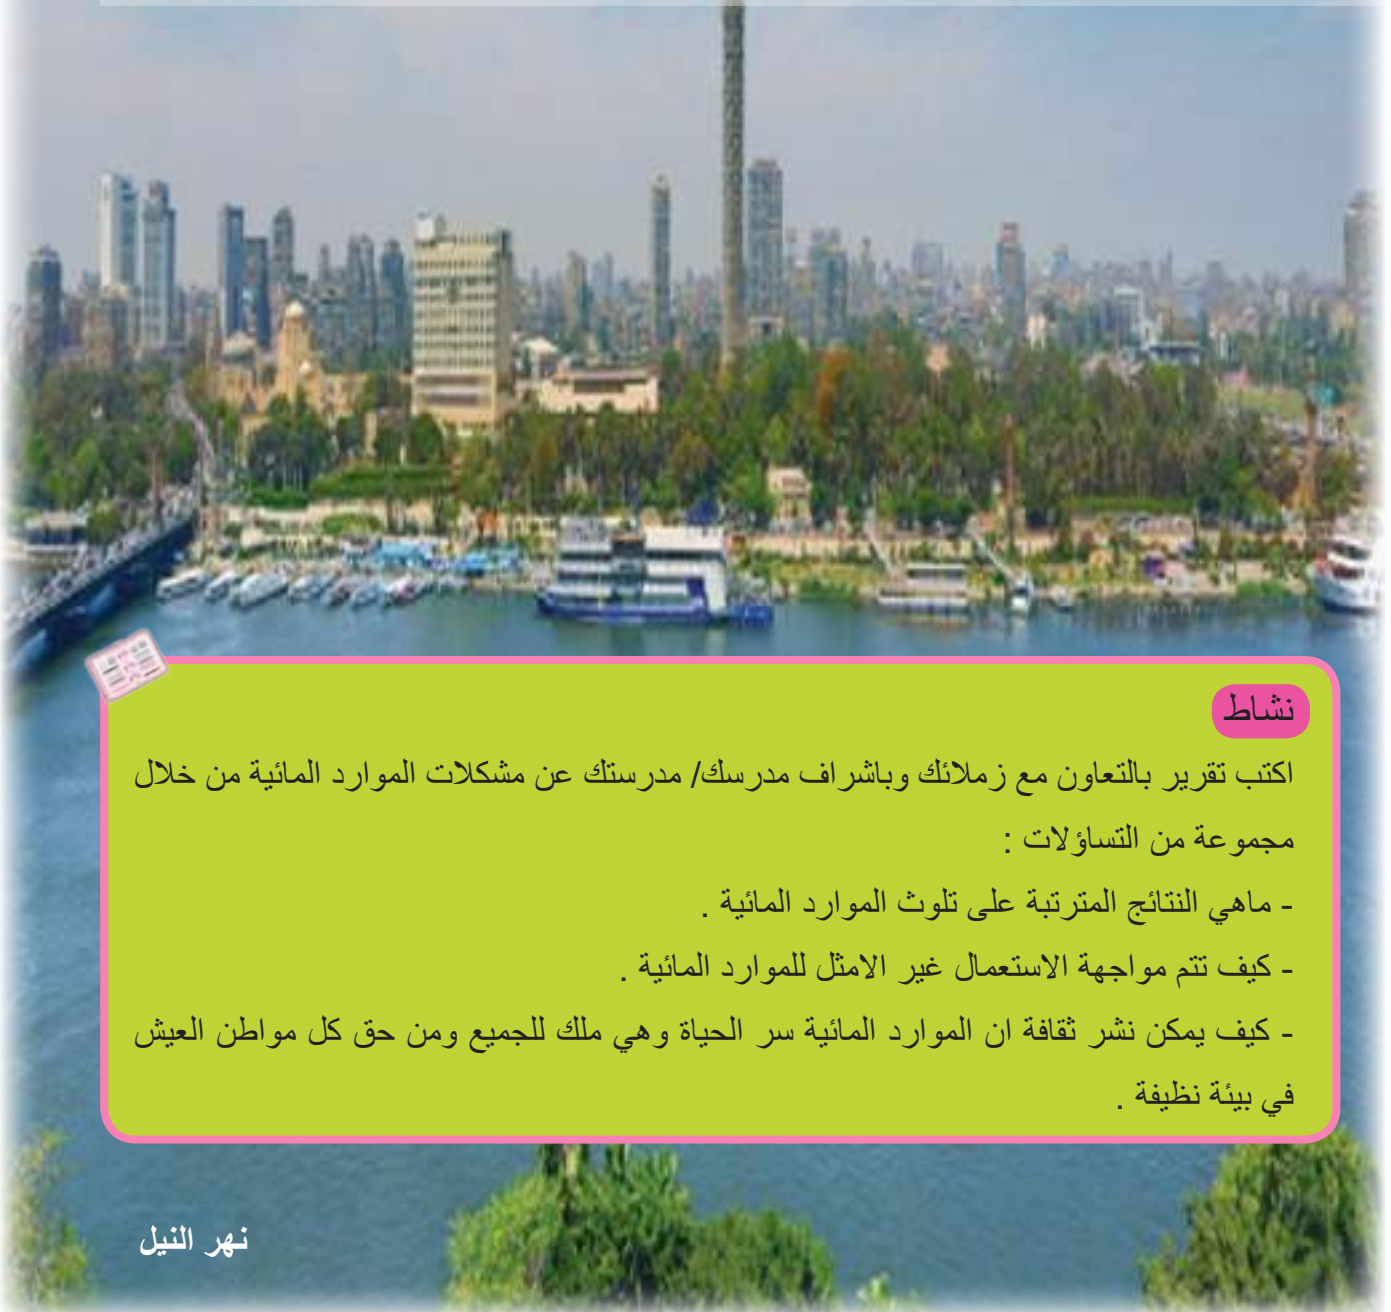 نشاط
اكتب تقرير بالتعاون مع زملائك وباشراف مدرسك/ مدرستك عن مشكلات الموارد المائية من خلال
مجموعة من التساؤلات :
- ماهي النتائج المترتبة على تلوث الموارد المائية .
- كيف تتم مواجهة الاستعمال غير الامثل للموارد المائية .
- كيف يمكن نشر ثقافة ان الموارد المائية سر الحياة وهي ملك للجميع ومن حق كل مواطن العيش
في بيئة نظيفة .
نهر النيل